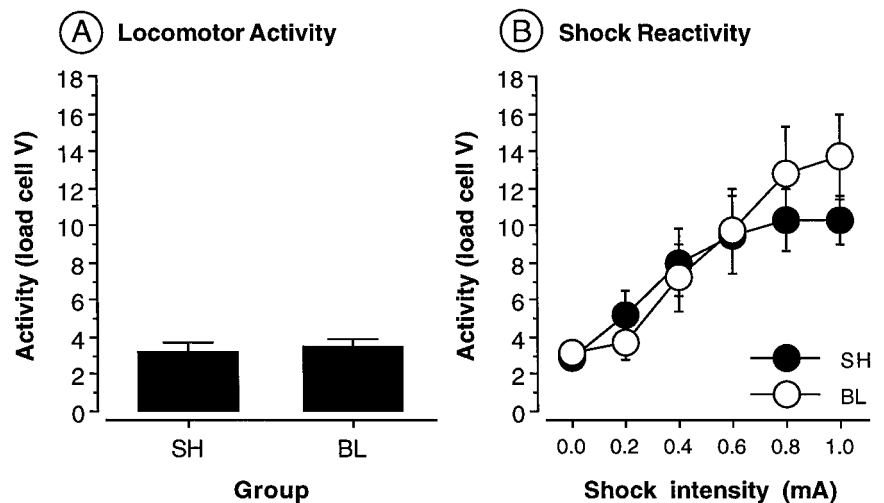 A Locomotor Activity
Activity (load cell V)
18
16
14
12
10
8
6
4
2
0
SH BL
Group
B Shock Reactivity
Activity (load cell V)
18
16
14
12
10
8
6
4
2
0
SH
BL
0.0 0.2 0.4 0.6 0.8 1.0
Shock intensity (mA)